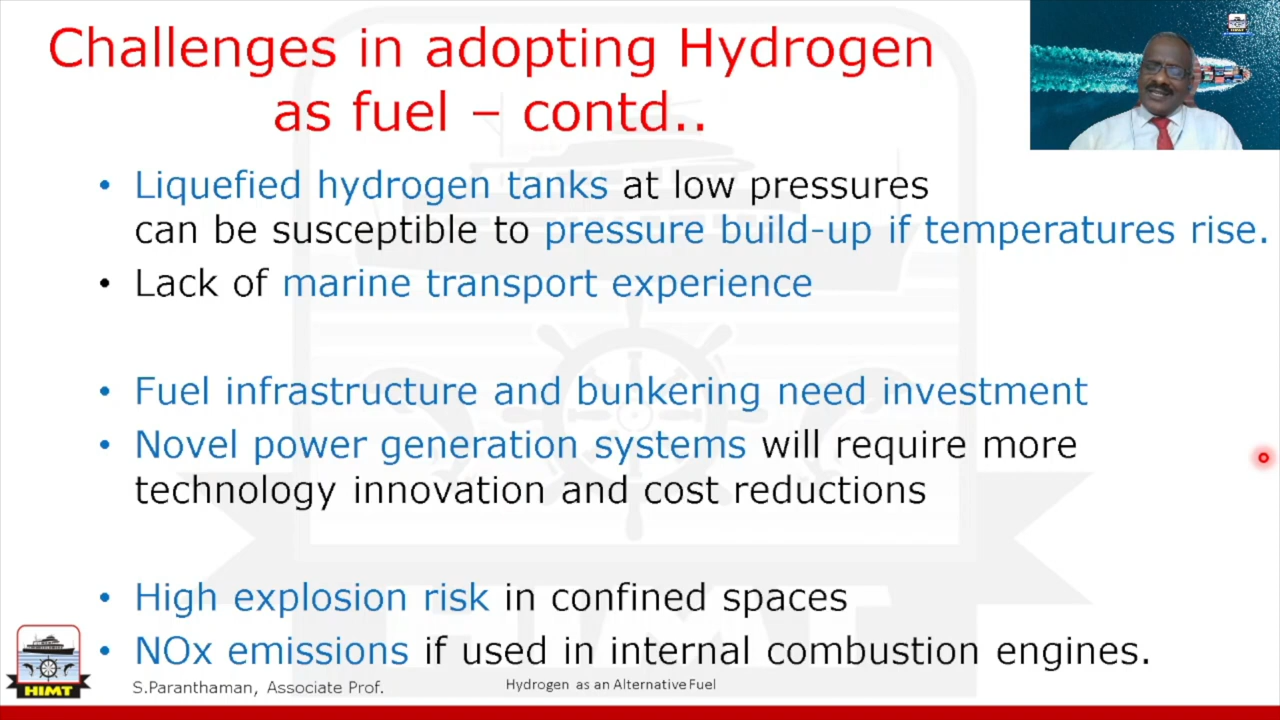 Challenges in adopting Hydrogen
as fuel – contd..
• Liquefied hydrogen tanks at low pressures
can be susceptible to pressure build-up if temperatures rise.
• Lack of marine transport experience
• Fuel infrastructure and bunkering need investment
• Novel power generation systems will require more
technology innovation and cost reductions
• High explosion risk in confined spaces
• NOx emissions if used in internal combustion engines.
HIMT
S.Paranthaman, Associate Prof.
Hydrogen as an Alternative Fuel
HIMT
HIMT